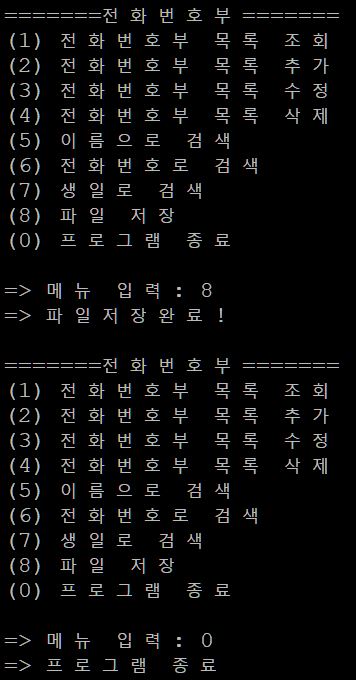 =======전화번호부 =======
(1) 전화번호부 목록 조회
(2) 전화번호부 목록 추가
(3) 전화번호부 목록 수정
(4) 전화번호부 목록 삭제
(5) 이름으로 검색
(6) 전화번호로 검색
(7) 생일로 검색
(8) 파일 저장
(0) 프로그램 종료
=> 메뉴 입력 : 8
=> 파일저장완료!
=======전화번호부 =======
(1) 전화번호부 목록 조회
(2) 전화번호부 목록 추가
(3) 전화번호부 목록 수정
(4) 전화번호부 목록 삭제
(5) 이름으로 검색
(6) 전화번호로 검색
(7) 생일로 검색
(8) 파일 저장
(0) 프로그램 종료
=> 메뉴 입력 : 0
=> 프로그램 종료